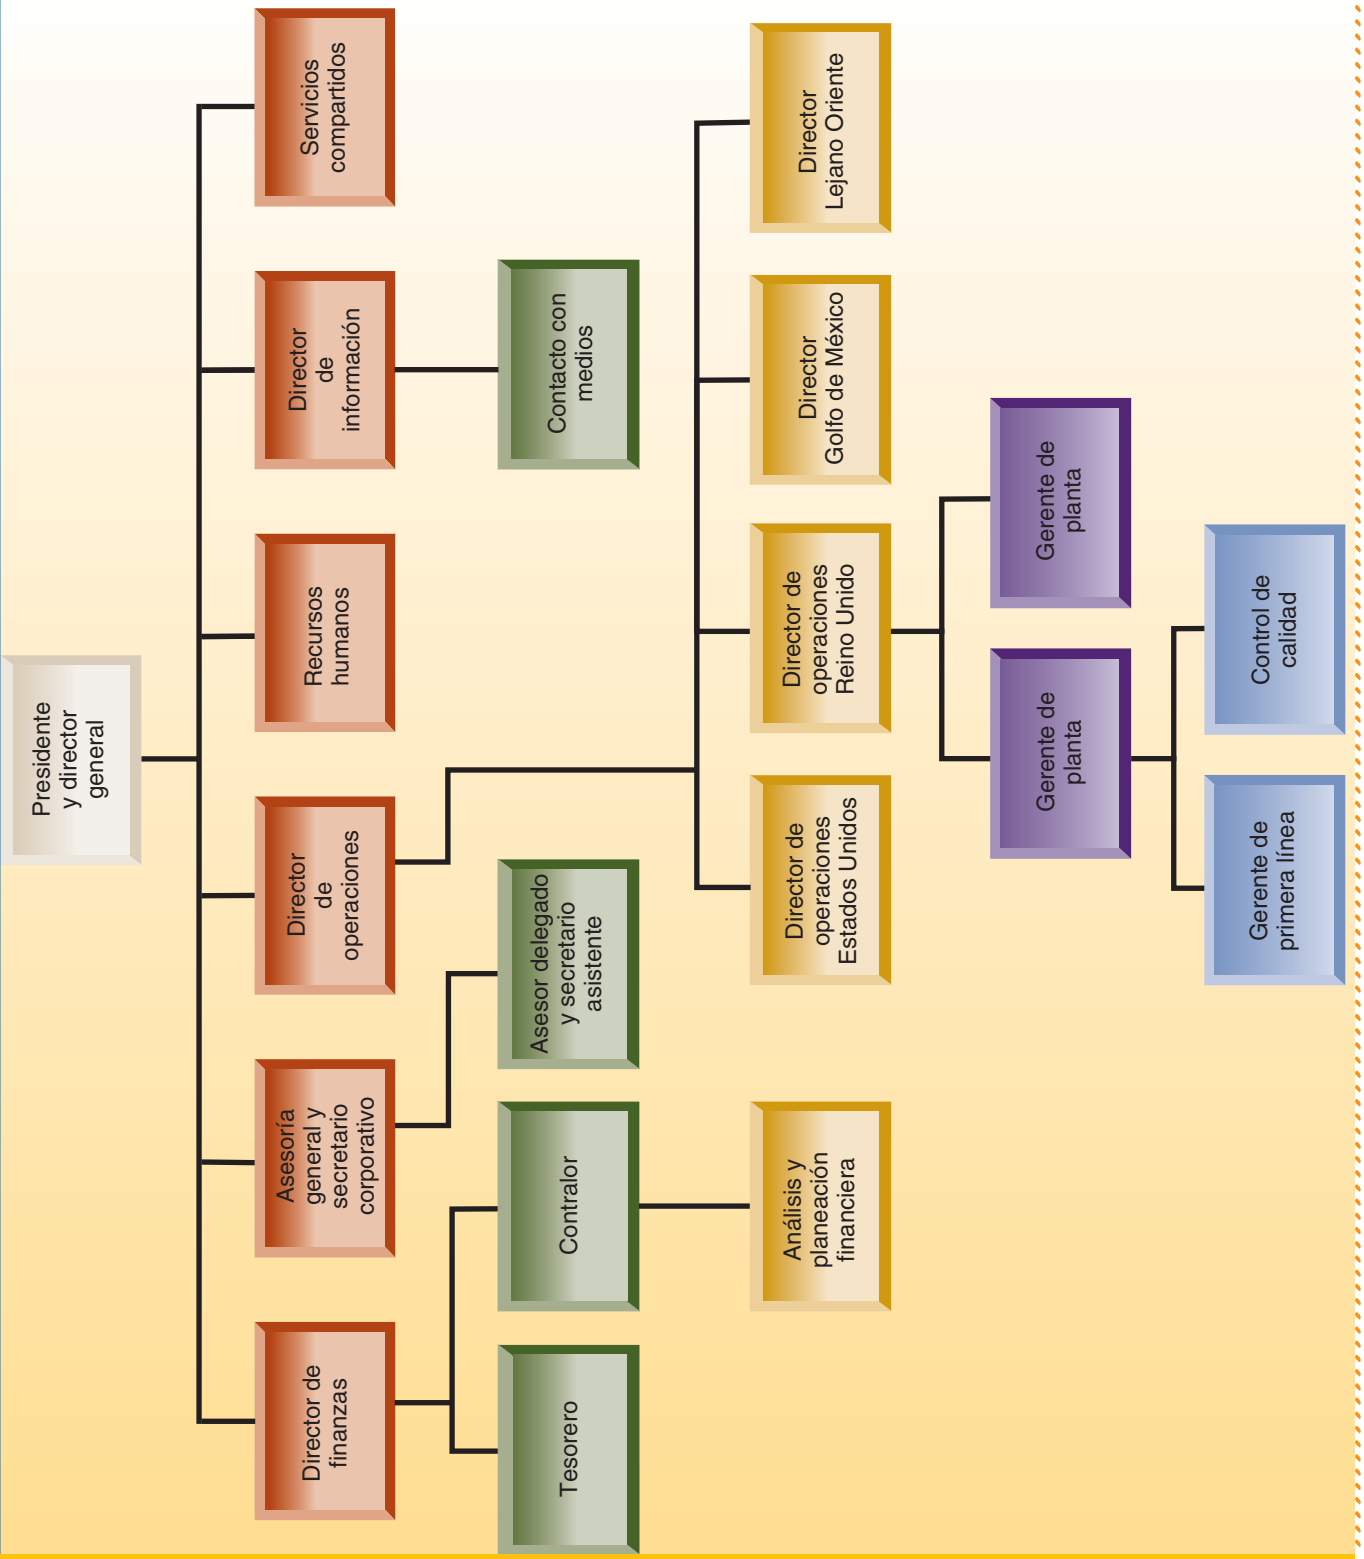 Presidente
y director
general
Director de
finanzas
Asesoría
general y
secretario
corporativo
Director
de
operaciones
Recursos
humanos
Director
de
información
Servicios
compartidos
Tesorero
Contralor
Asesor delegado
y secretario
asistente
Contacto con
medios
Análisis y
planeación
financiera
Director de
operaciones
Estados Unidos
Director de
operaciones
Reino Unido
Director
Golfo de México
Director
Lejano Oriente
Gerente de
planta
Gerente de
planta
Gerente de
primera línea
Control de
calidad